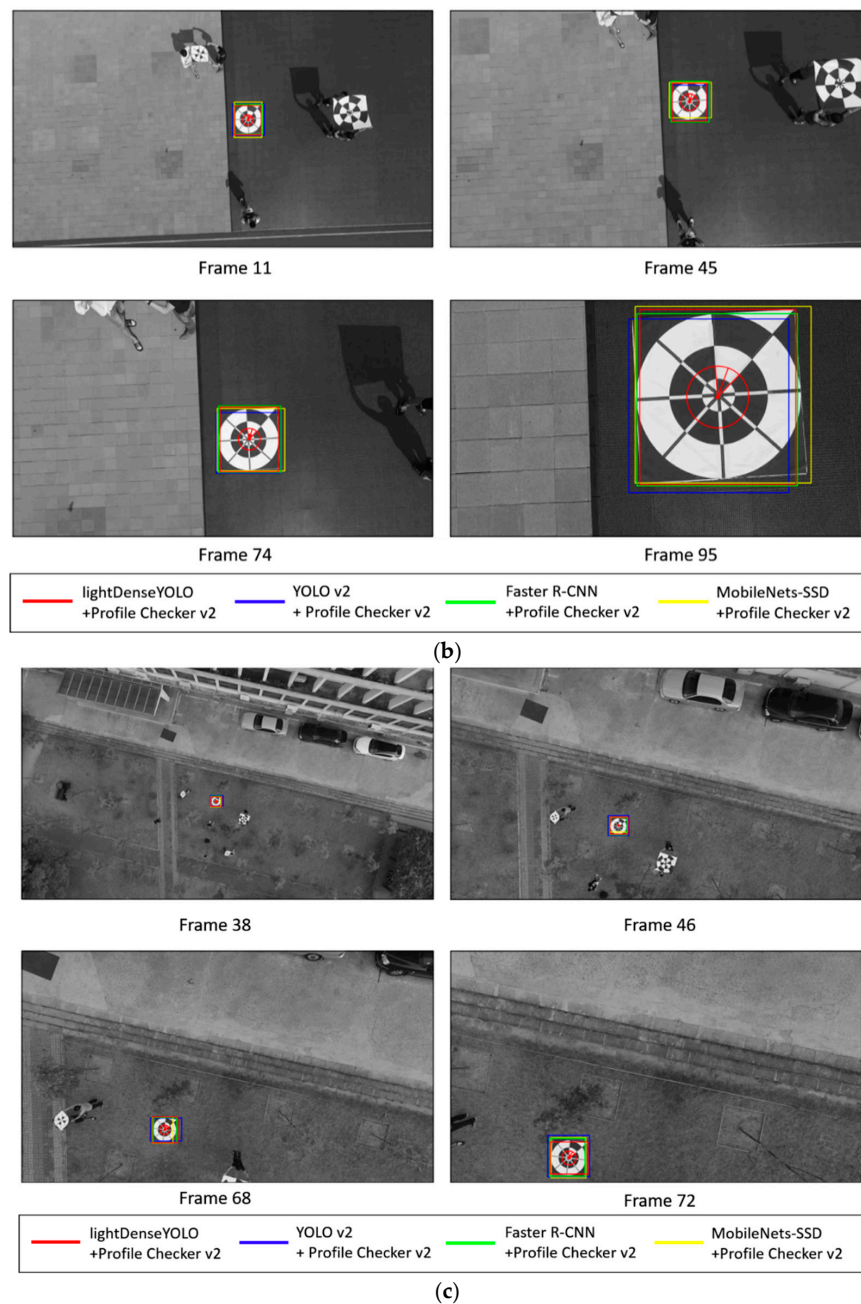 Frame 11
Frame 45
Frame 74
Frame 95
lightDenseYOLO
+Profile Checker v2
YOLO v2
+ Profile Checker v2
Faster R-CNN
+Profile Checker v2
MobileNets-SSD
+Profile Checker v2
(b)
Frame 38
Frame 46
Frame 68
Frame 72
lightDenseYOLO
+Profile Checker v2
YOLO v2
+ Profile Checker v2
Faster R-CNN
+Profile Checker v2
MobileNets-SSD
+Profile Checker v2
(c)